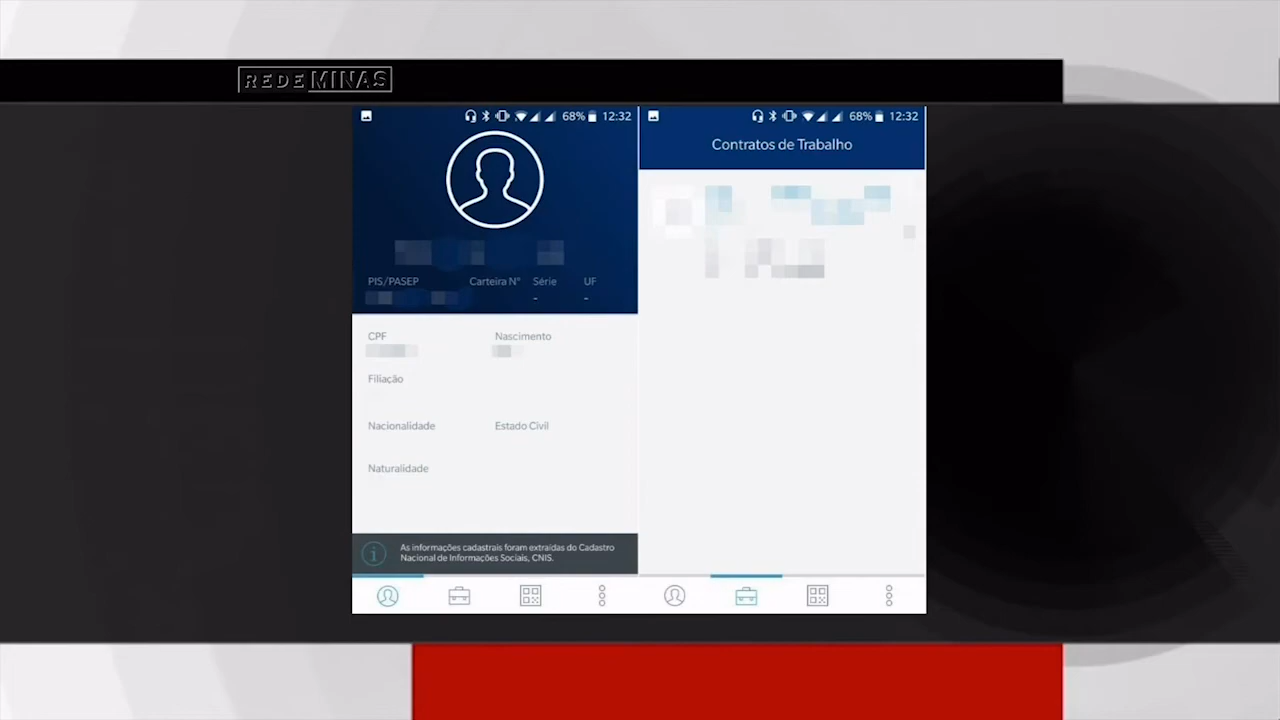 REDE MINAS
68% 12:32
PIS/PASEP Carteira Nº Série UF
- -
CPF Nascimento
Filiação
Nacionalidade Estado Civil
Naturalidade
As informações cadastrais foram extraídas do Cadastro
Nacional de Informações Sociais, CNIS.
68% 12:32
Contratos de Trabalho